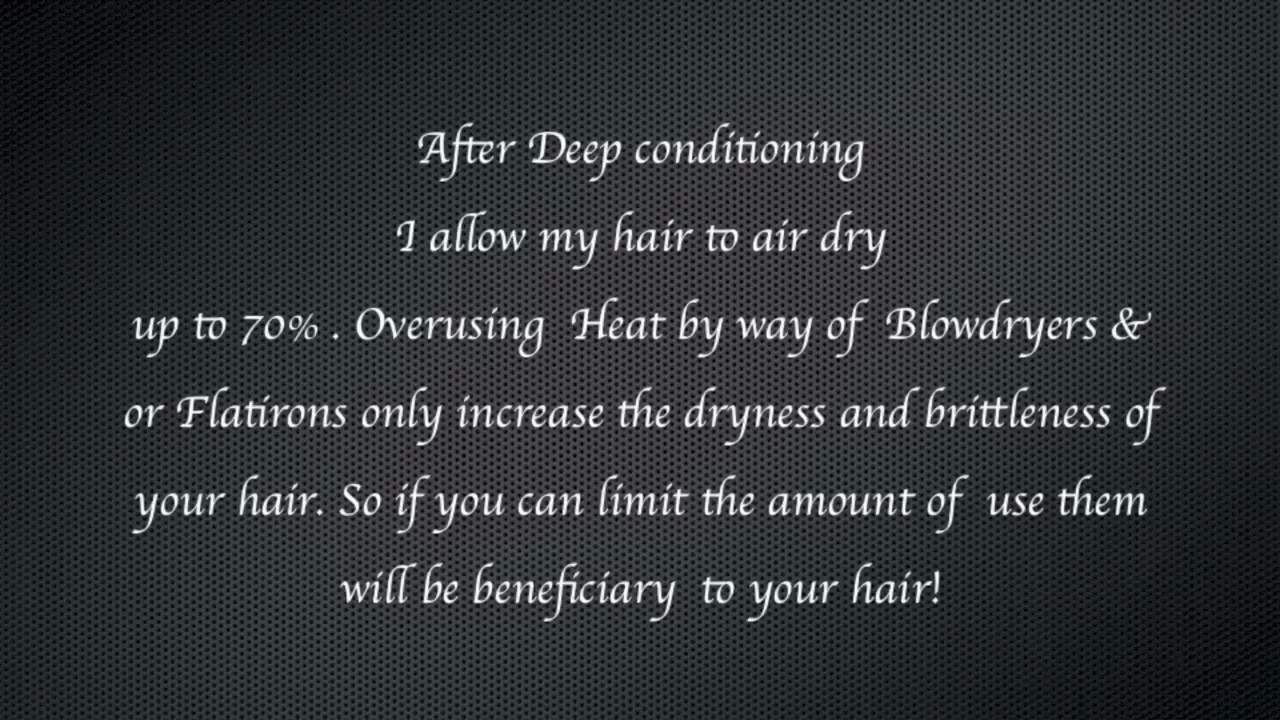 After Deep conditioning
I allow my hair to air dry
up to 70% . Overusing Heat by way of Blowdryers &
or Flatirons only increase the dryness and brittleness of
your hair. So if you can limit the amount of use them
will be beneficiary to your hair!